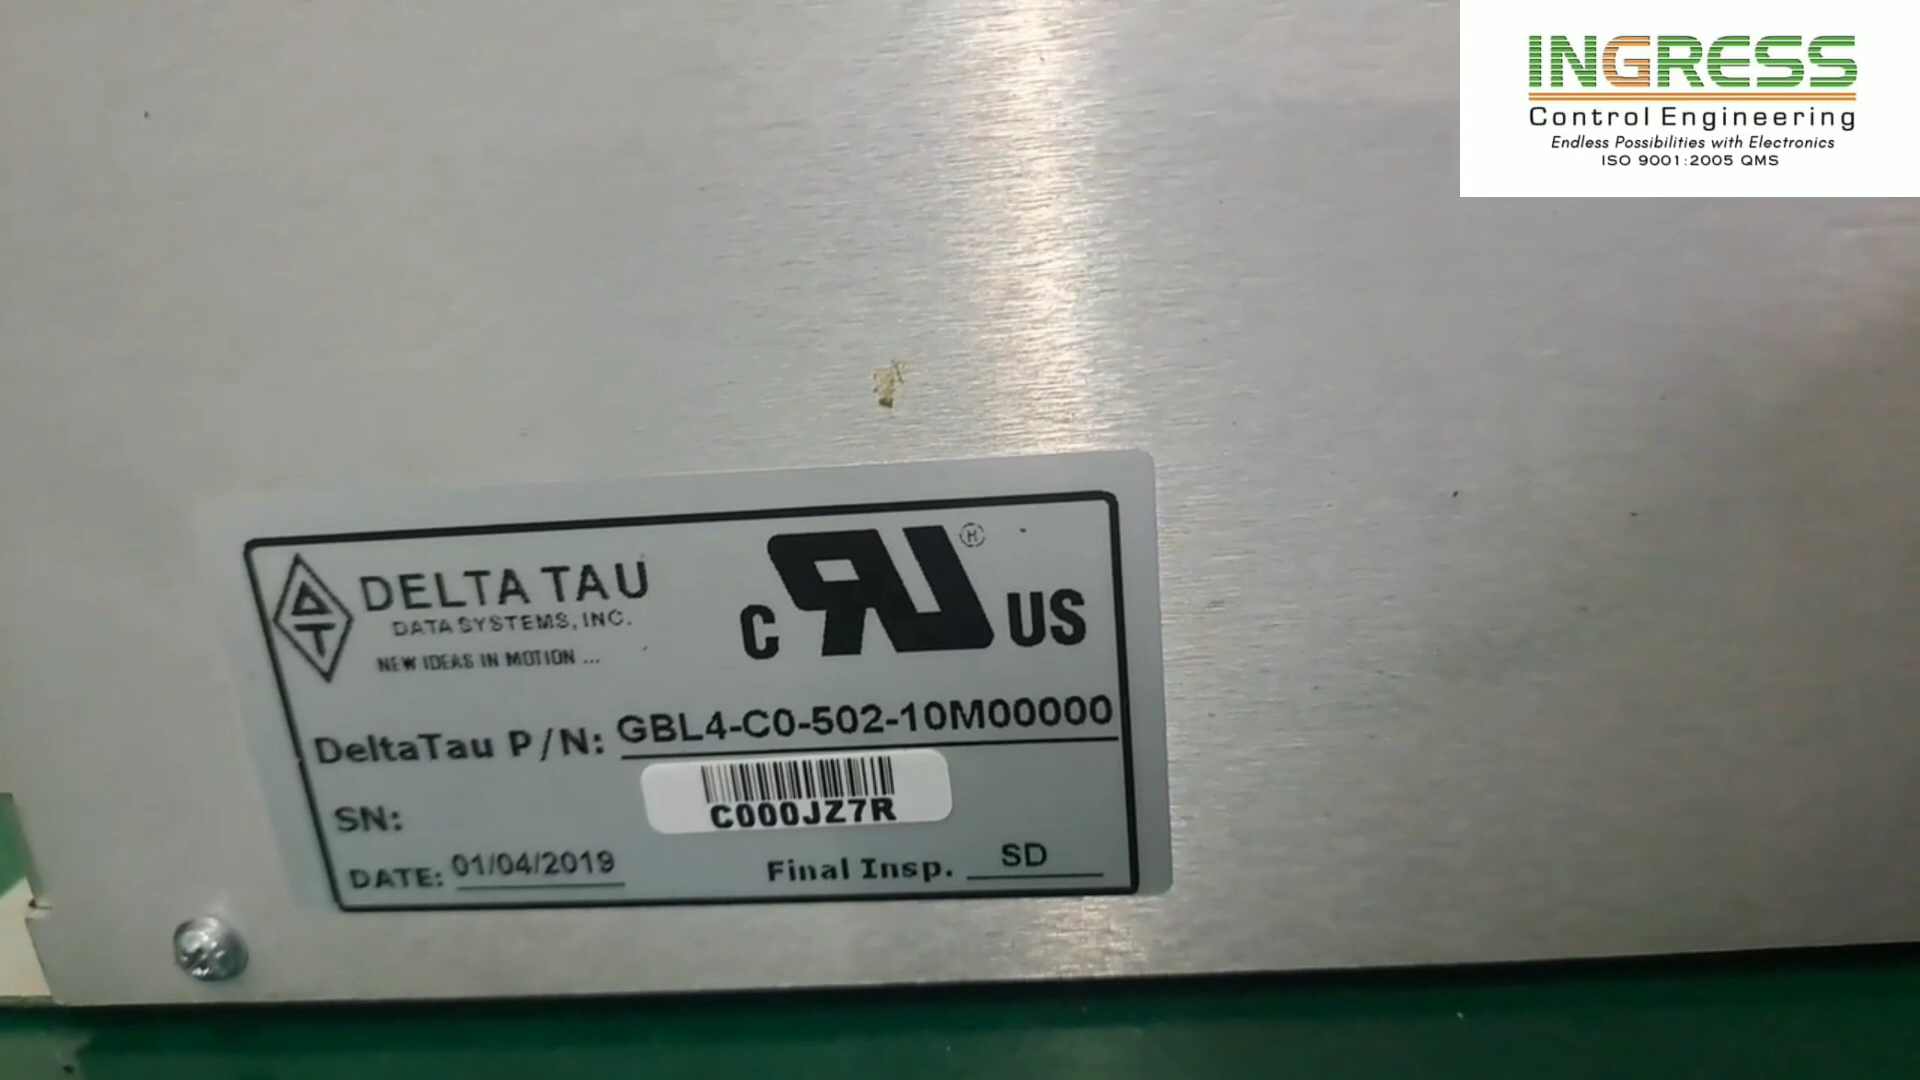 INGRESS
Control Engineering
Endless Possibilities with Electronics
ISO 9001:2005 QMS
DELTA TAU
DATA SYSTEMS, INC.
NEW IDEAS IN MOTION ...
C RU ® US
DeltaTau P/N: GBL4-C0-502-10M00000
SN: C000JZ7R
DATE: 01/04/2019 Final Insp. SD